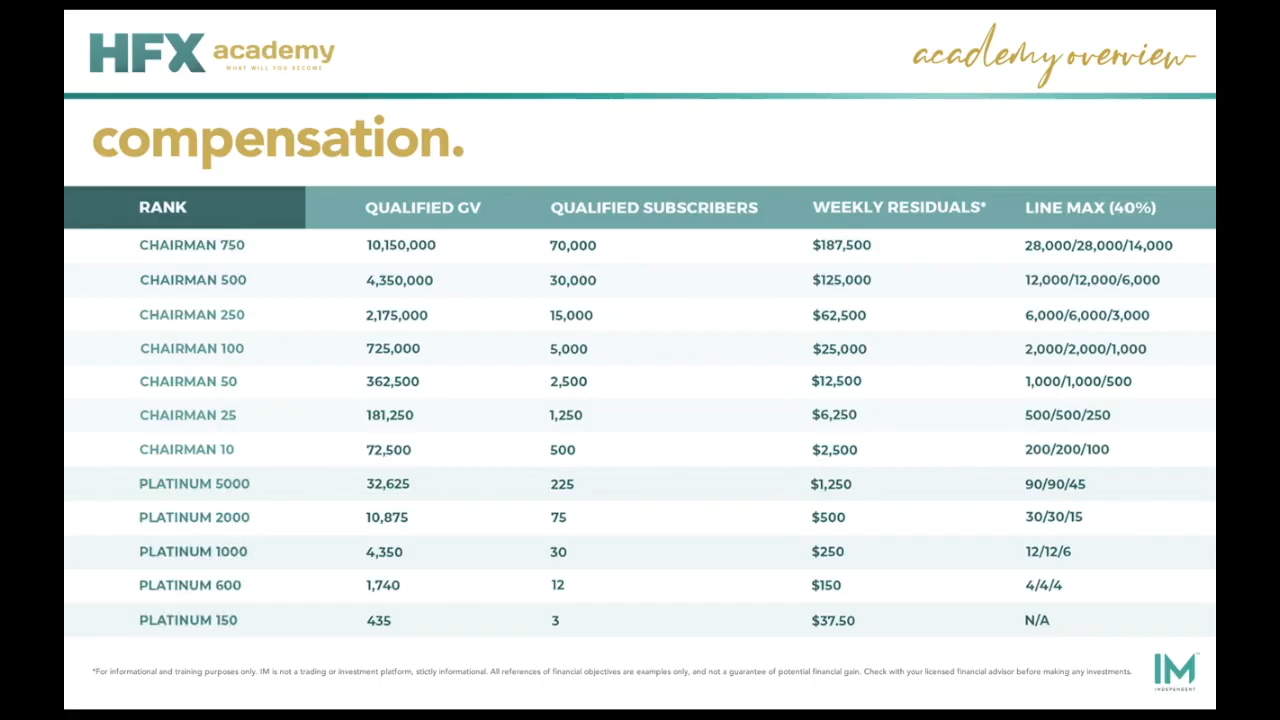 HFX academy
WHAT WILL YOU BECOME
academy overview
compensation.
RANK QUALIFIED GV QUALIFIED SUBSCRIBERS WEEKLY RESIDUALS* LINE MAX (40%)
CHAIRMAN 750 10,150,000 70,000 $187,500 28,000/28,000/14,000
CHAIRMAN 500 4,350,000 30,000 $125,000 12,000/12,000/6,000
CHAIRMAN 250 2,175,000 15,000 $62,500 6,000/6,000/3,000
CHAIRMAN 100 725,000 5,000 $25,000 2,000/2,000/1,000
CHAIRMAN 50 362,500 2,500 $12,500 1,000/1,000/500
CHAIRMAN 25 181,250 1,250 $6,250 500/500/250
CHAIRMAN 10 72,500 500 $2,500 200/200/100
PLATINUM 5000 32,625 225 $1,250 90/90/45
PLATINUM 2000 10,875 75 $500 30/30/15
PLATINUM 1000 4,350 30 $250 12/12/6
PLATINUM 600 1,740 12 $150 4/4/4
PLATINUM 150 435 3 $37.50 N/A
*For informational and training purposes only. IM is not a trading or investment platform, stictly informational. All references of financial objectives are examples only, and not a guarantee of potential financial gain. Check with your licensed financial advisor before making any investments.
IM
INDEPENDENT